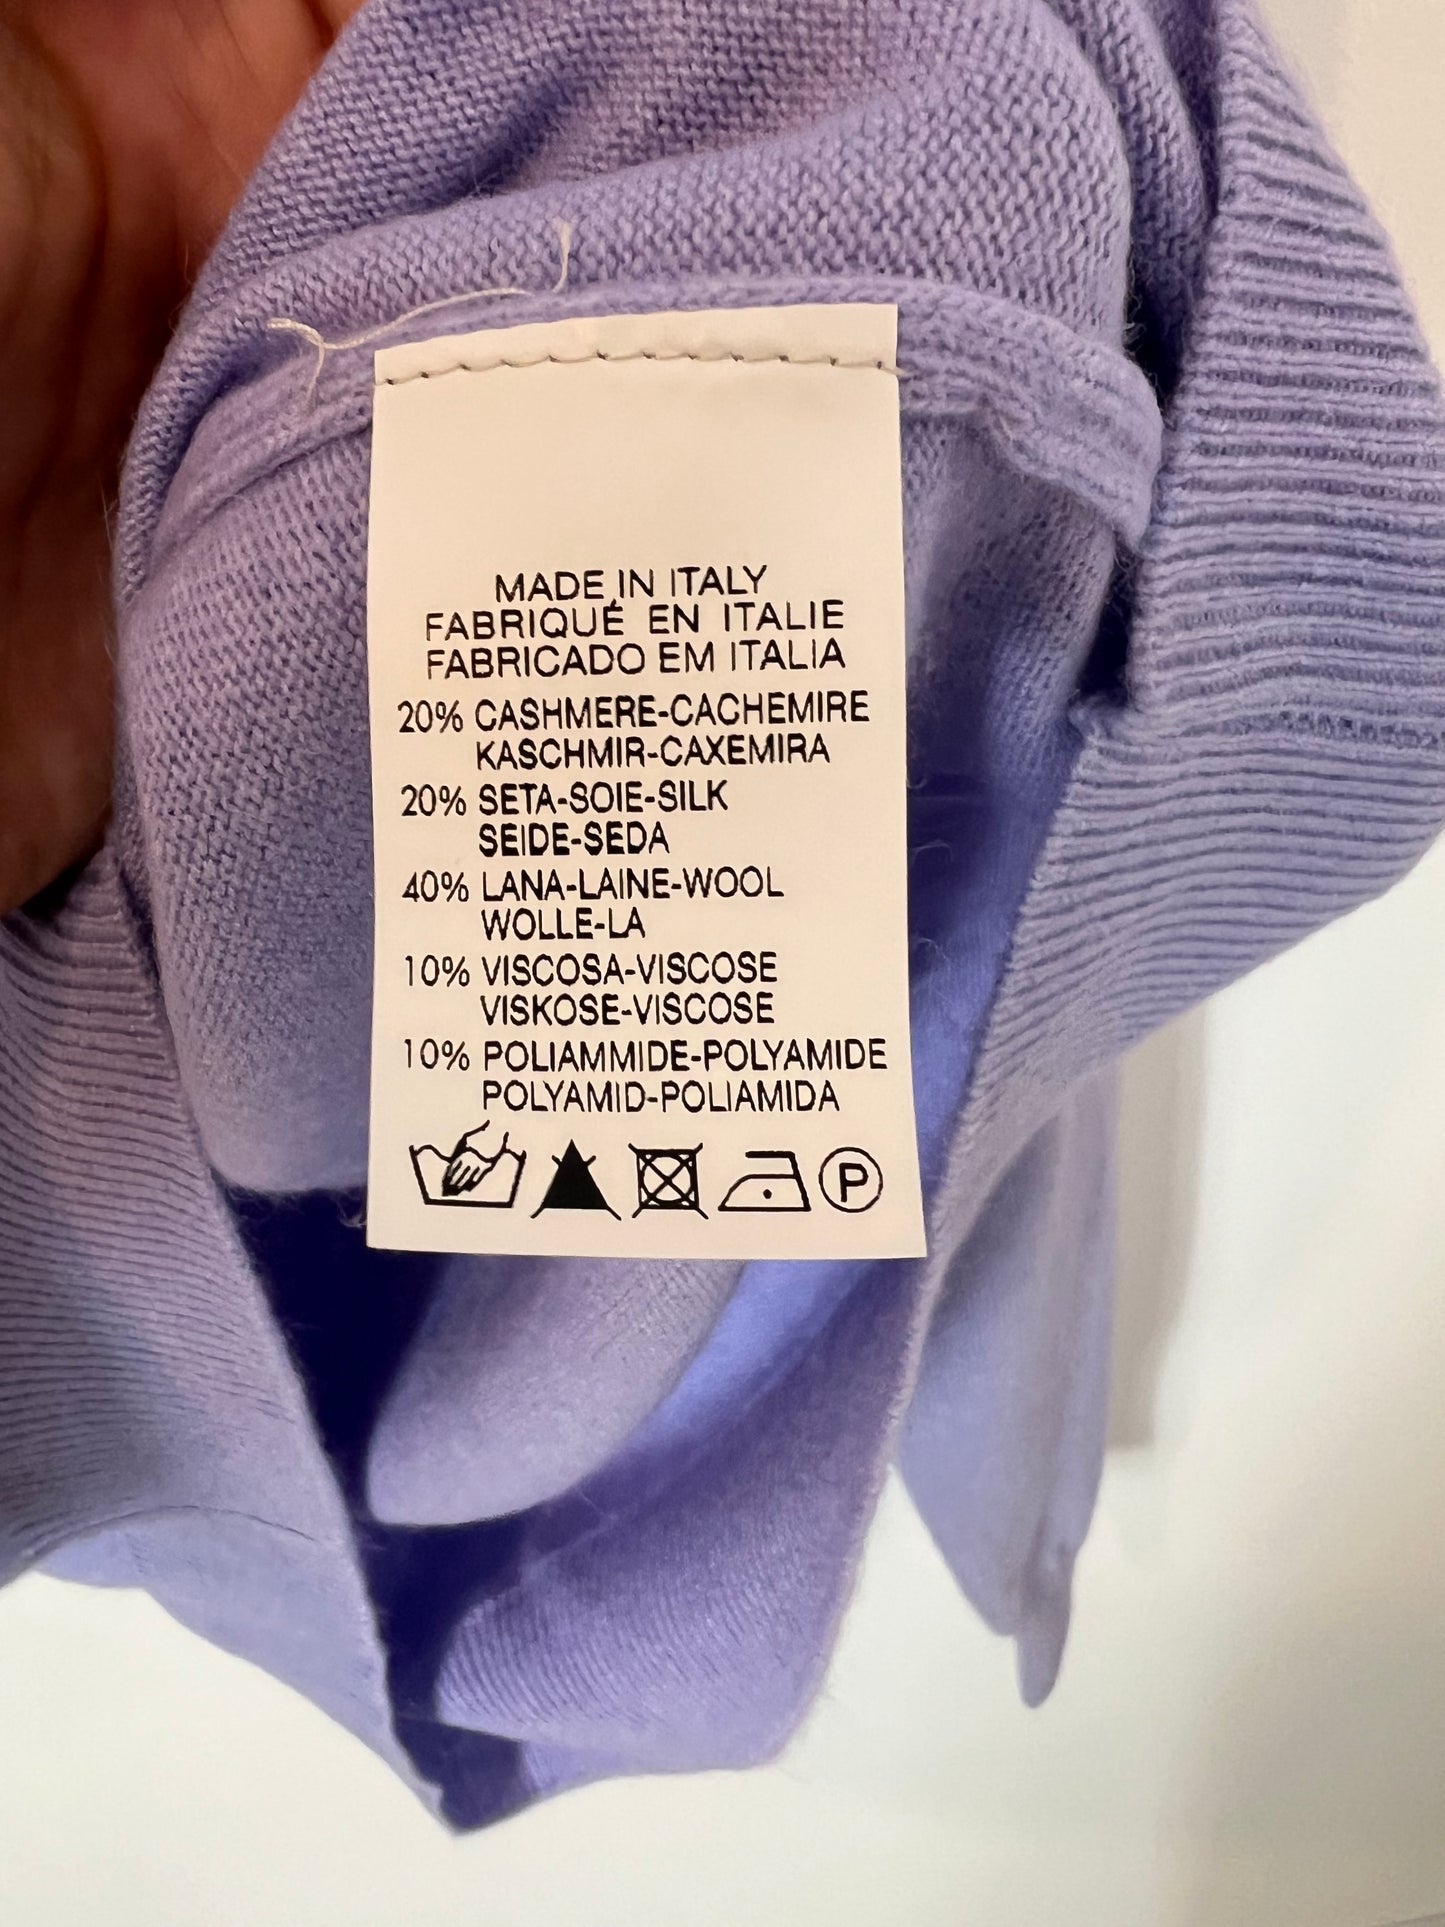 MADE IN ITALY
FABRIQUÉ EN ITALIE
FABRICADO EM ITALIA
20% CASHMERE-CACHEMIRE
KASCHMIR-CAXEMIRA
20% SETA-SOIE-SILK
SEIDE-SEDA
40% LANA-LAINE-WOOL
WOLLE-LA
10% VISCOSA-VISCOSE
VISKOSE-VISCOSE
10% POLIAMMIDE-POLYAMIDE
POLYAMID-POLIAMIDA
P